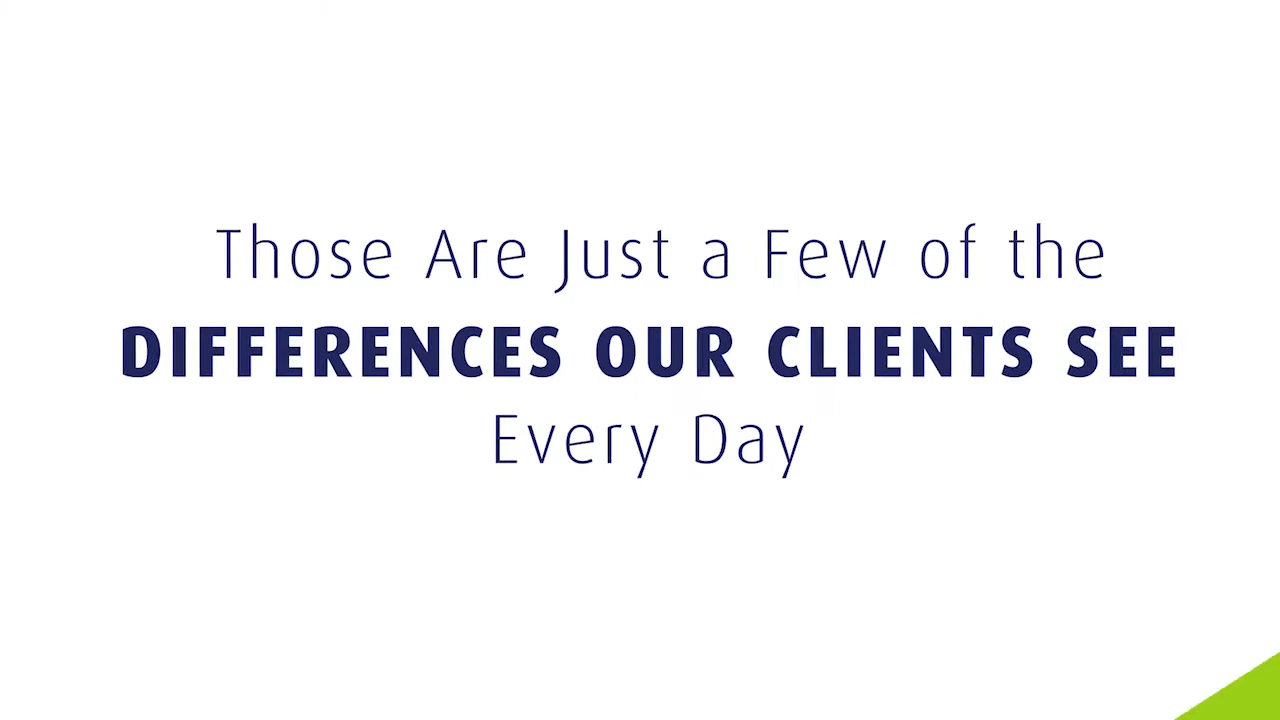 Those Are Just a Few of the
DIFFERENCES OUR CLIENTS SEE
Every Day